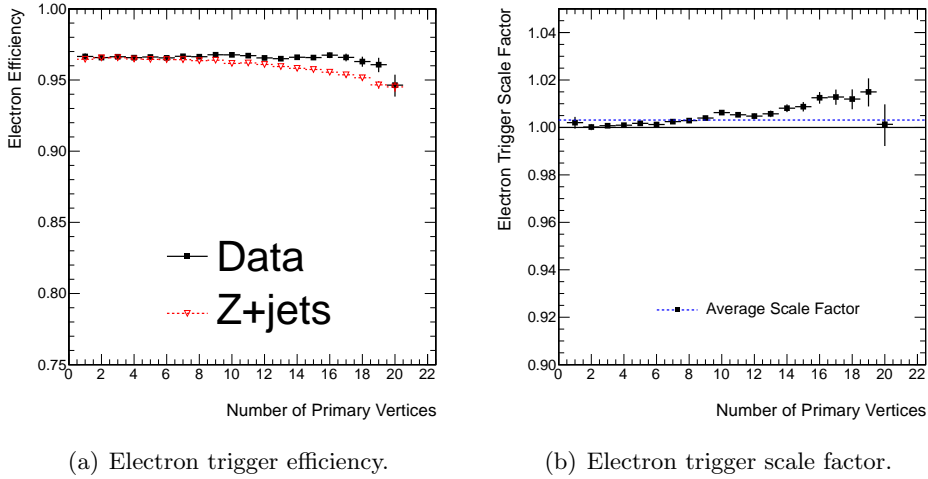 Electron Efficiency
1.00
0.95
0.90
0.85
0.80
0.75
Data
Z+jets
0 2 4 6 8 10 12 14 16 18 20 22
Number of Primary Vertices
(a) Electron trigger efficiency.
Electron Trigger Scale Factor
1.04
1.02
1.00
0.98
0.96
0.94
0.92
0.90
Average Scale Factor
0 2 4 6 8 10 12 14 16 18 20 22
Number of Primary Vertices
(b) Electron trigger scale factor.